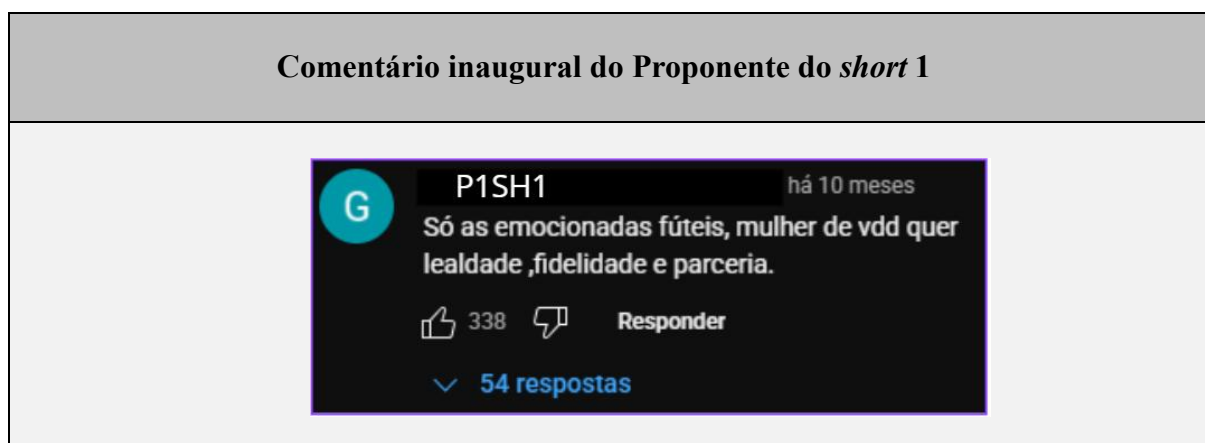 Comentário inaugural do Proponente do short 1
G
P1SH1 há 10 meses
Só as emocionadas fúteis, mulher de vdd quer
lealdade ,fidelidade e parceria.
338 Responder
54 respostas